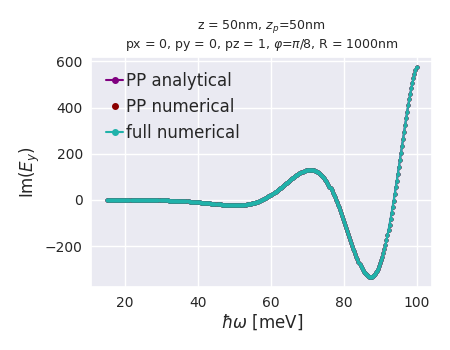 z = 50nm, $z_p$=50nm
px = 0, py = 0, pz = 1, φ=π/8, R = 1000nm
600
PP analytical
PP numerical
400
full numerical
200
Im($E_y$)
0
−200
20 40 60 80 100
ħω [meV]